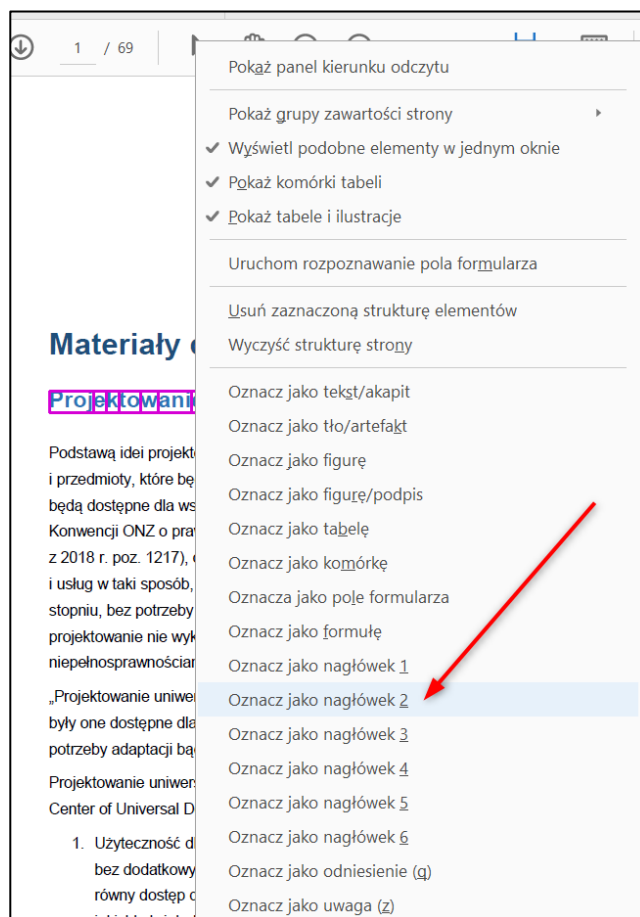 1 / 69
Pokaż panel kierunku odczytu
Pokaż grupy zawartości strony
Wyświetl podobne elementy w jednym oknie
Pokaż komórki tabeli
Pokaż tabele i ilustracje
Uruchom rozpoznawanie pola formularza
Usuń zaznaczoną strukturę elementów
Wyczyść strukturę strony
Oznacz jako tekst/akapit
Oznacz jako tło/artefakt
Oznacz jako figurę
Oznacz jako figurę/podpis
Oznacz jako tabelę
Oznacz jako komórkę
Oznacza jako pole formularza
Oznacz jako formułę
Oznacz jako nagłówek 1
Oznacz jako nagłówek 2
Oznacz jako nagłówek 3
Oznacz jako nagłówek 4
Oznacz jako nagłówek 5
Oznacz jako nagłówek 6
Oznacz jako odniesienie (q)
Oznacz jako uwaga (z)
Materiały
Projektowani
Podstawą idei projekt
i przedmioty, które bę
będą dostępne dla ws
Konwencji ONZ o pra
z 2018 r. poz. 1217),
i usług w taki sposób,
stopniu, bez potrzeby
projektowanie nie wyk
niepełnosprawnościar
„Projektowanie uniwer
były one dostępne dla
potrzeby adaptacji bą
Projektowanie uniwers
Center of Universal D
1. Użyteczność dl
bez dodatkowy
równy dostęp